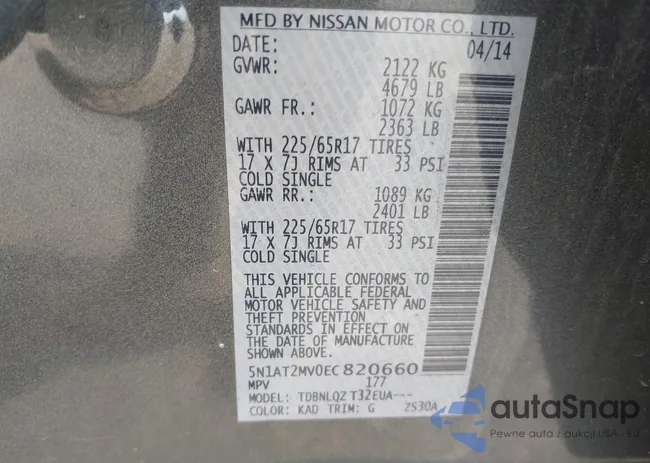 MFD BY NISSAN MOTOR CO., LTD.
DATE: 04/14
GVWR: 2122 KG
4679 LB
GAWR FR.: 1072 KG
2363 LB
WITH 225/65R17 TIRES
17 X 7J RIMS AT 33 PSI
COLD SINGLE
GAWR RR.: 1089 KG
2401 LB
WITH 225/65R17 TIRES
17 X 7J RIMS AT 33 PSI
COLD SINGLE
THIS VEHICLE CONFORMS TO
ALL APPLICABLE FEDERAL
MOTOR VEHICLE SAFETY AND
THEFT PREVENTION
STANDARDS IN EFFECT ON
THE DATE OF MANUFACTURE
SHOWN ABOVE.
5N1AT2MV0EC820660
MPV 177
MODEL: TDBNLQZ T32EUA---
COLOR: KAD TRIM: G ZS30A
autoSnap
Pewne auta z aukcji USA i EU